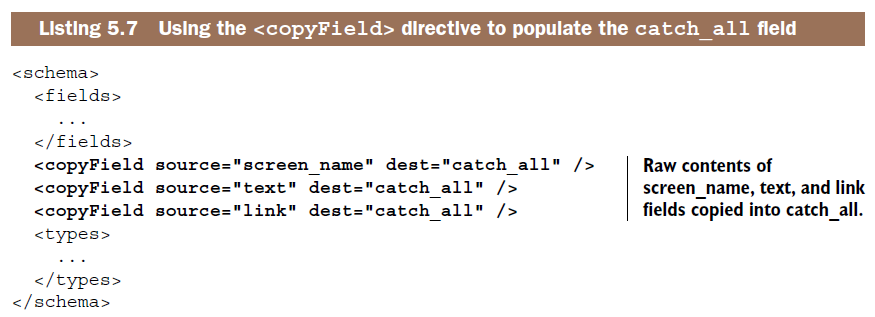 Listing 5.7 Using the <copyField> directive to populate the catch_all field
<schema>
<fields>
...
</fields>
<copyField source="screen_name" dest="catch_all" />
<copyField source="text" dest="catch_all" />
<copyField source="link" dest="catch_all" />
Raw contents of
screen_name, text, and link
fields copied into catch_all.
<types>
...
</types>
</schema>